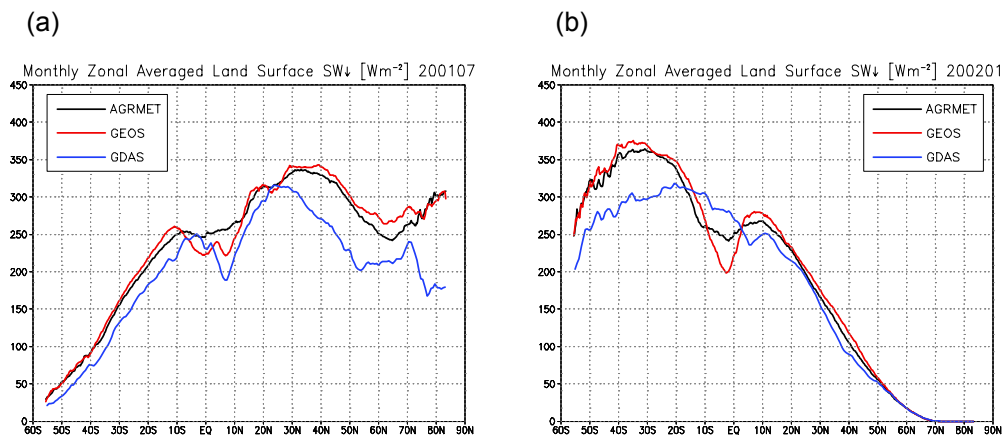 (a)
(b)
Monthly Zonal Averaged Land Surface SW↓ [Wm⁻²] 200107
Monthly Zonal Averaged Land Surface SW↓ [Wm⁻²] 200201
450
400
350
300
250
200
150
100
50
0
AGRMET
GEOS
GDAS
60S 50S 40S 30S 20S 10S EQ 10N 20N 30N 40N 50N 60N 70N 80N 90N
450
400
350
300
250
200
150
100
50
0
AGRMET
GEOS
GDAS
60S 50S 40S 30S 20S 10S EQ 10N 20N 30N 40N 50N 60N 70N 80N 90N